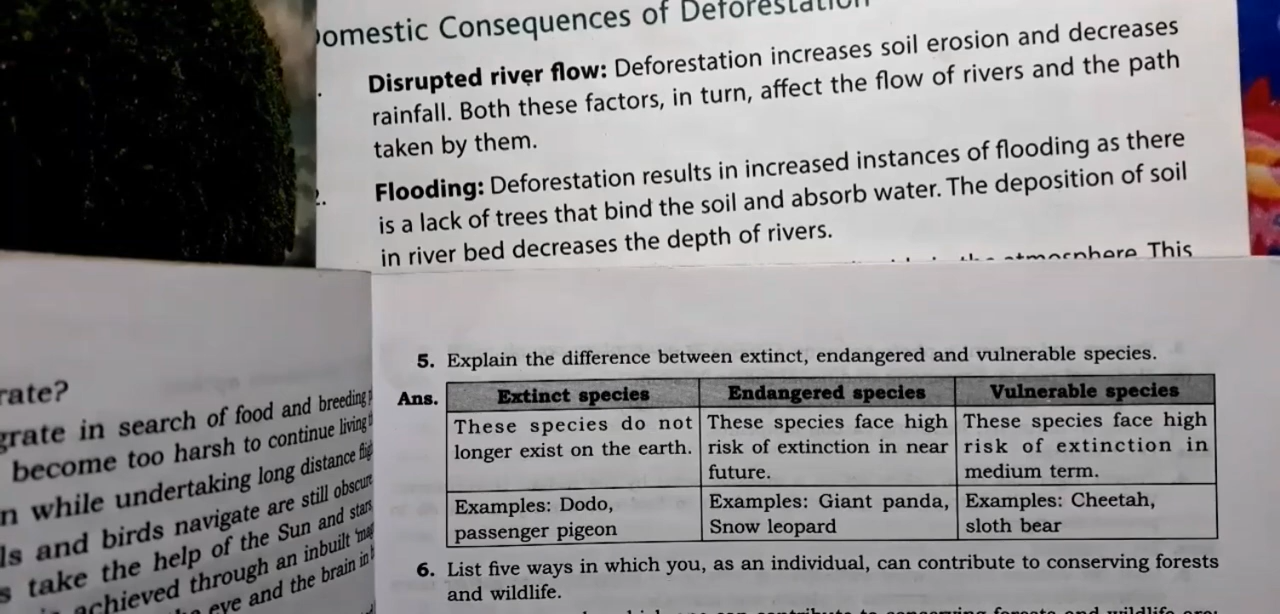 omestic Consequences of Deforestation
Disrupted river flow: Deforestation increases soil erosion and decreases
rainfall. Both these factors, in turn, affect the flow of rivers and the path
taken by them.
2. Flooding: Deforestation results in increased instances of flooding as there
is a lack of trees that bind the soil and absorb water. The deposition of soil
in river bed decreases the depth of rivers.
This
rate?
grate in search of food and breeding
become too harsh to continue living
n while undertaking long distance
ls and birds navigate are still obscure
s take the help of the Sun and stars
achieved through an inbuilt
eye and the brain in
5. Explain the difference between extinct, endangered and vulnerable species.
Ans. Extinct species Endangered species Vulnerable species
These species do not These species face high These species face high
longer exist on the earth. risk of extinction in near risk of extinction in
future. medium term.
Examples: Dodo, Examples: Giant panda, Examples: Cheetah,
passenger pigeon Snow leopard sloth bear
6. List five ways in which you, as an individual, can contribute to conserving forests
and wildlife.